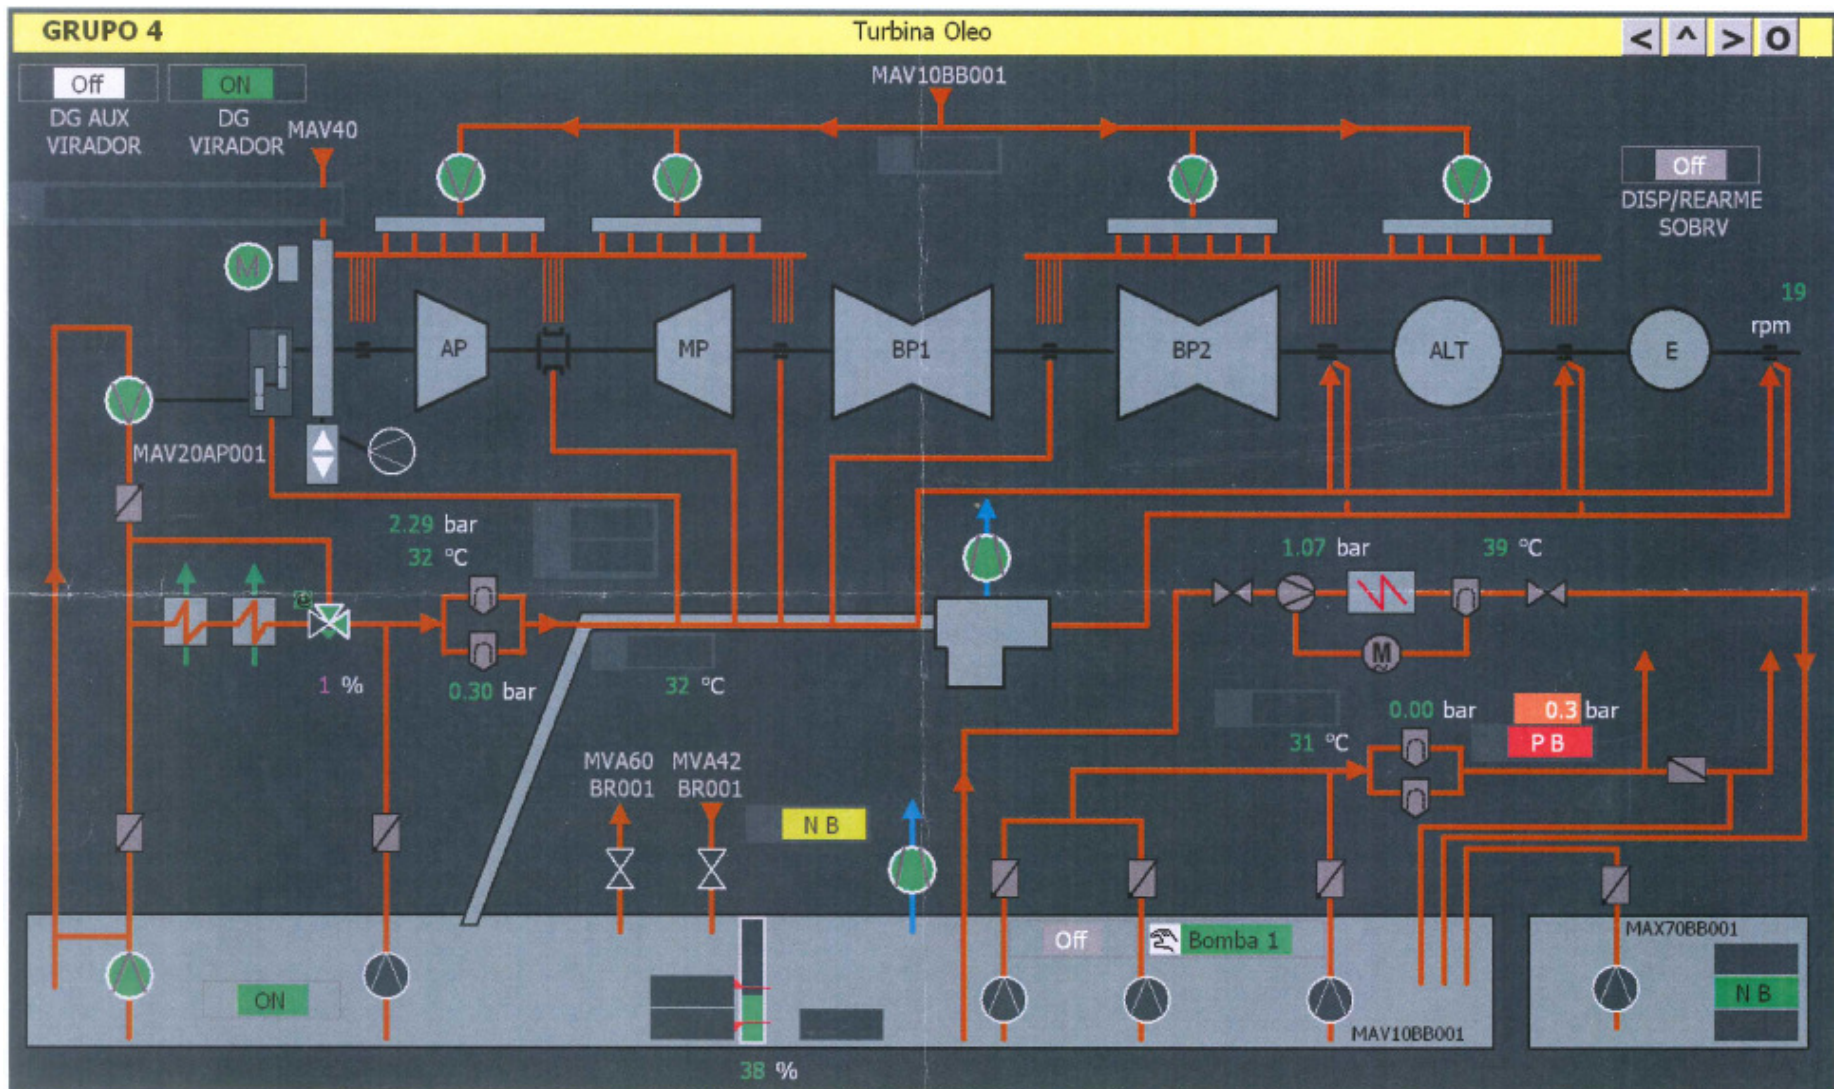 GRUPO 4
Turbina Oleo
< ^ > O
Off
ON
DG AUX
VIRADOR
DG
VIRADOR
MAV40
MAV10BB001
Off
DISP/REARME
SOBRV
M
19
rpm
AP
MP
BP1
BP2
ALT
E
MAV20AP001
2.29 bar
32 °C
1.07 bar
39 °C
M
1 %
0.30 bar
32 °C
0.00 bar
0.3 bar
31 °C
P B
MVA60
BR001
MVA42
BR001
N B
Off
Bomba 1
MAX70BB001
ON
N B
MAV10BB001
38 %